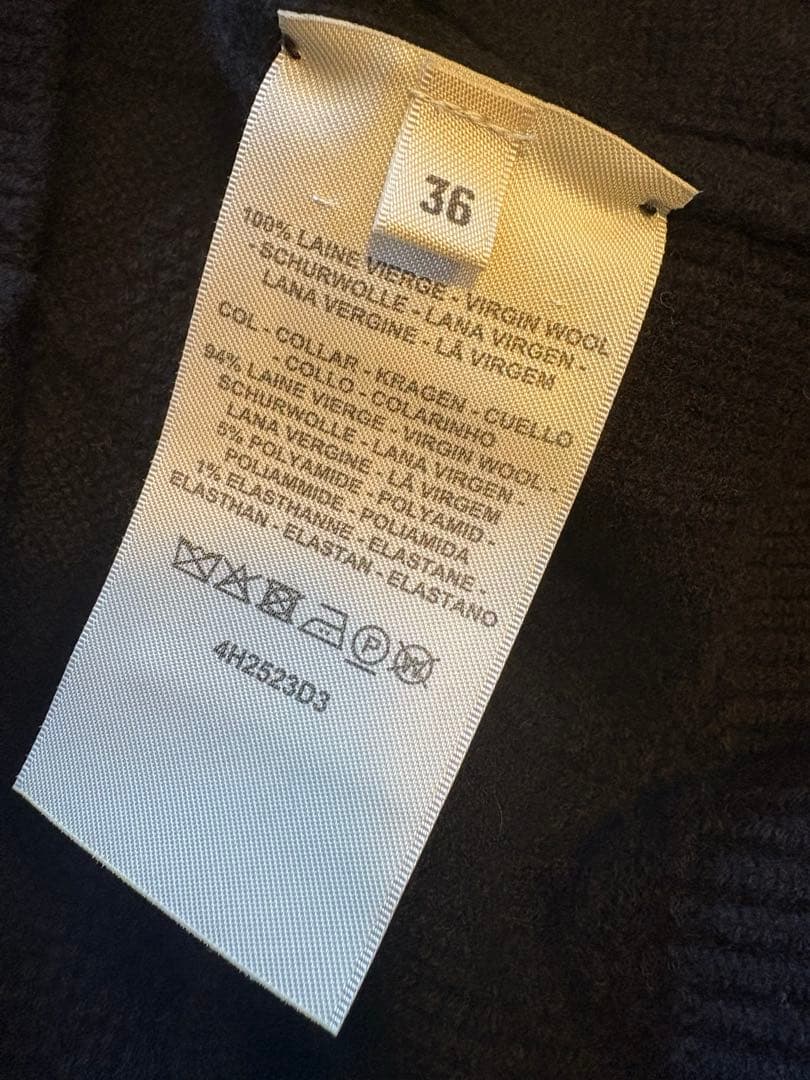 36
100% LAINE VIERGE - VIRGIN WOOL
- SCHURWOLLE - LANA VIRGEN -
LANA VERGINE - LÃ VIRGEM
COL - COLLAR - KRAGEN - CUELLO
- COLLO - COLARINHO
94% LAINE VIERGE - VIRGIN WOOL -
SCHURWOLLE - LANA VIRGEN -
LANA VERGINE - LÃ VIRGEM
5% POLYAMIDE - POLYAMID -
POLIAMMIDE - POLIAMIDA
1% ELASTHANNE - ELASTANE -
ELASTHAN - ELASTAN - ELASTANO
P W
4H2523D3